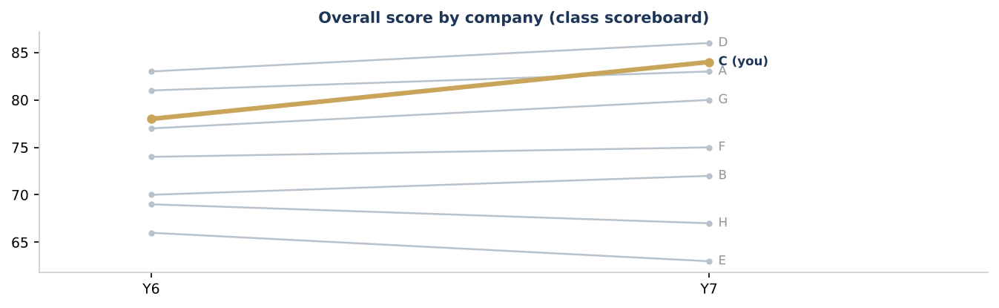 Overall score by company (class scoreboard)
85
80
75
70
65
D
C (you)
A
G
F
B
H
E
Y6
Y7